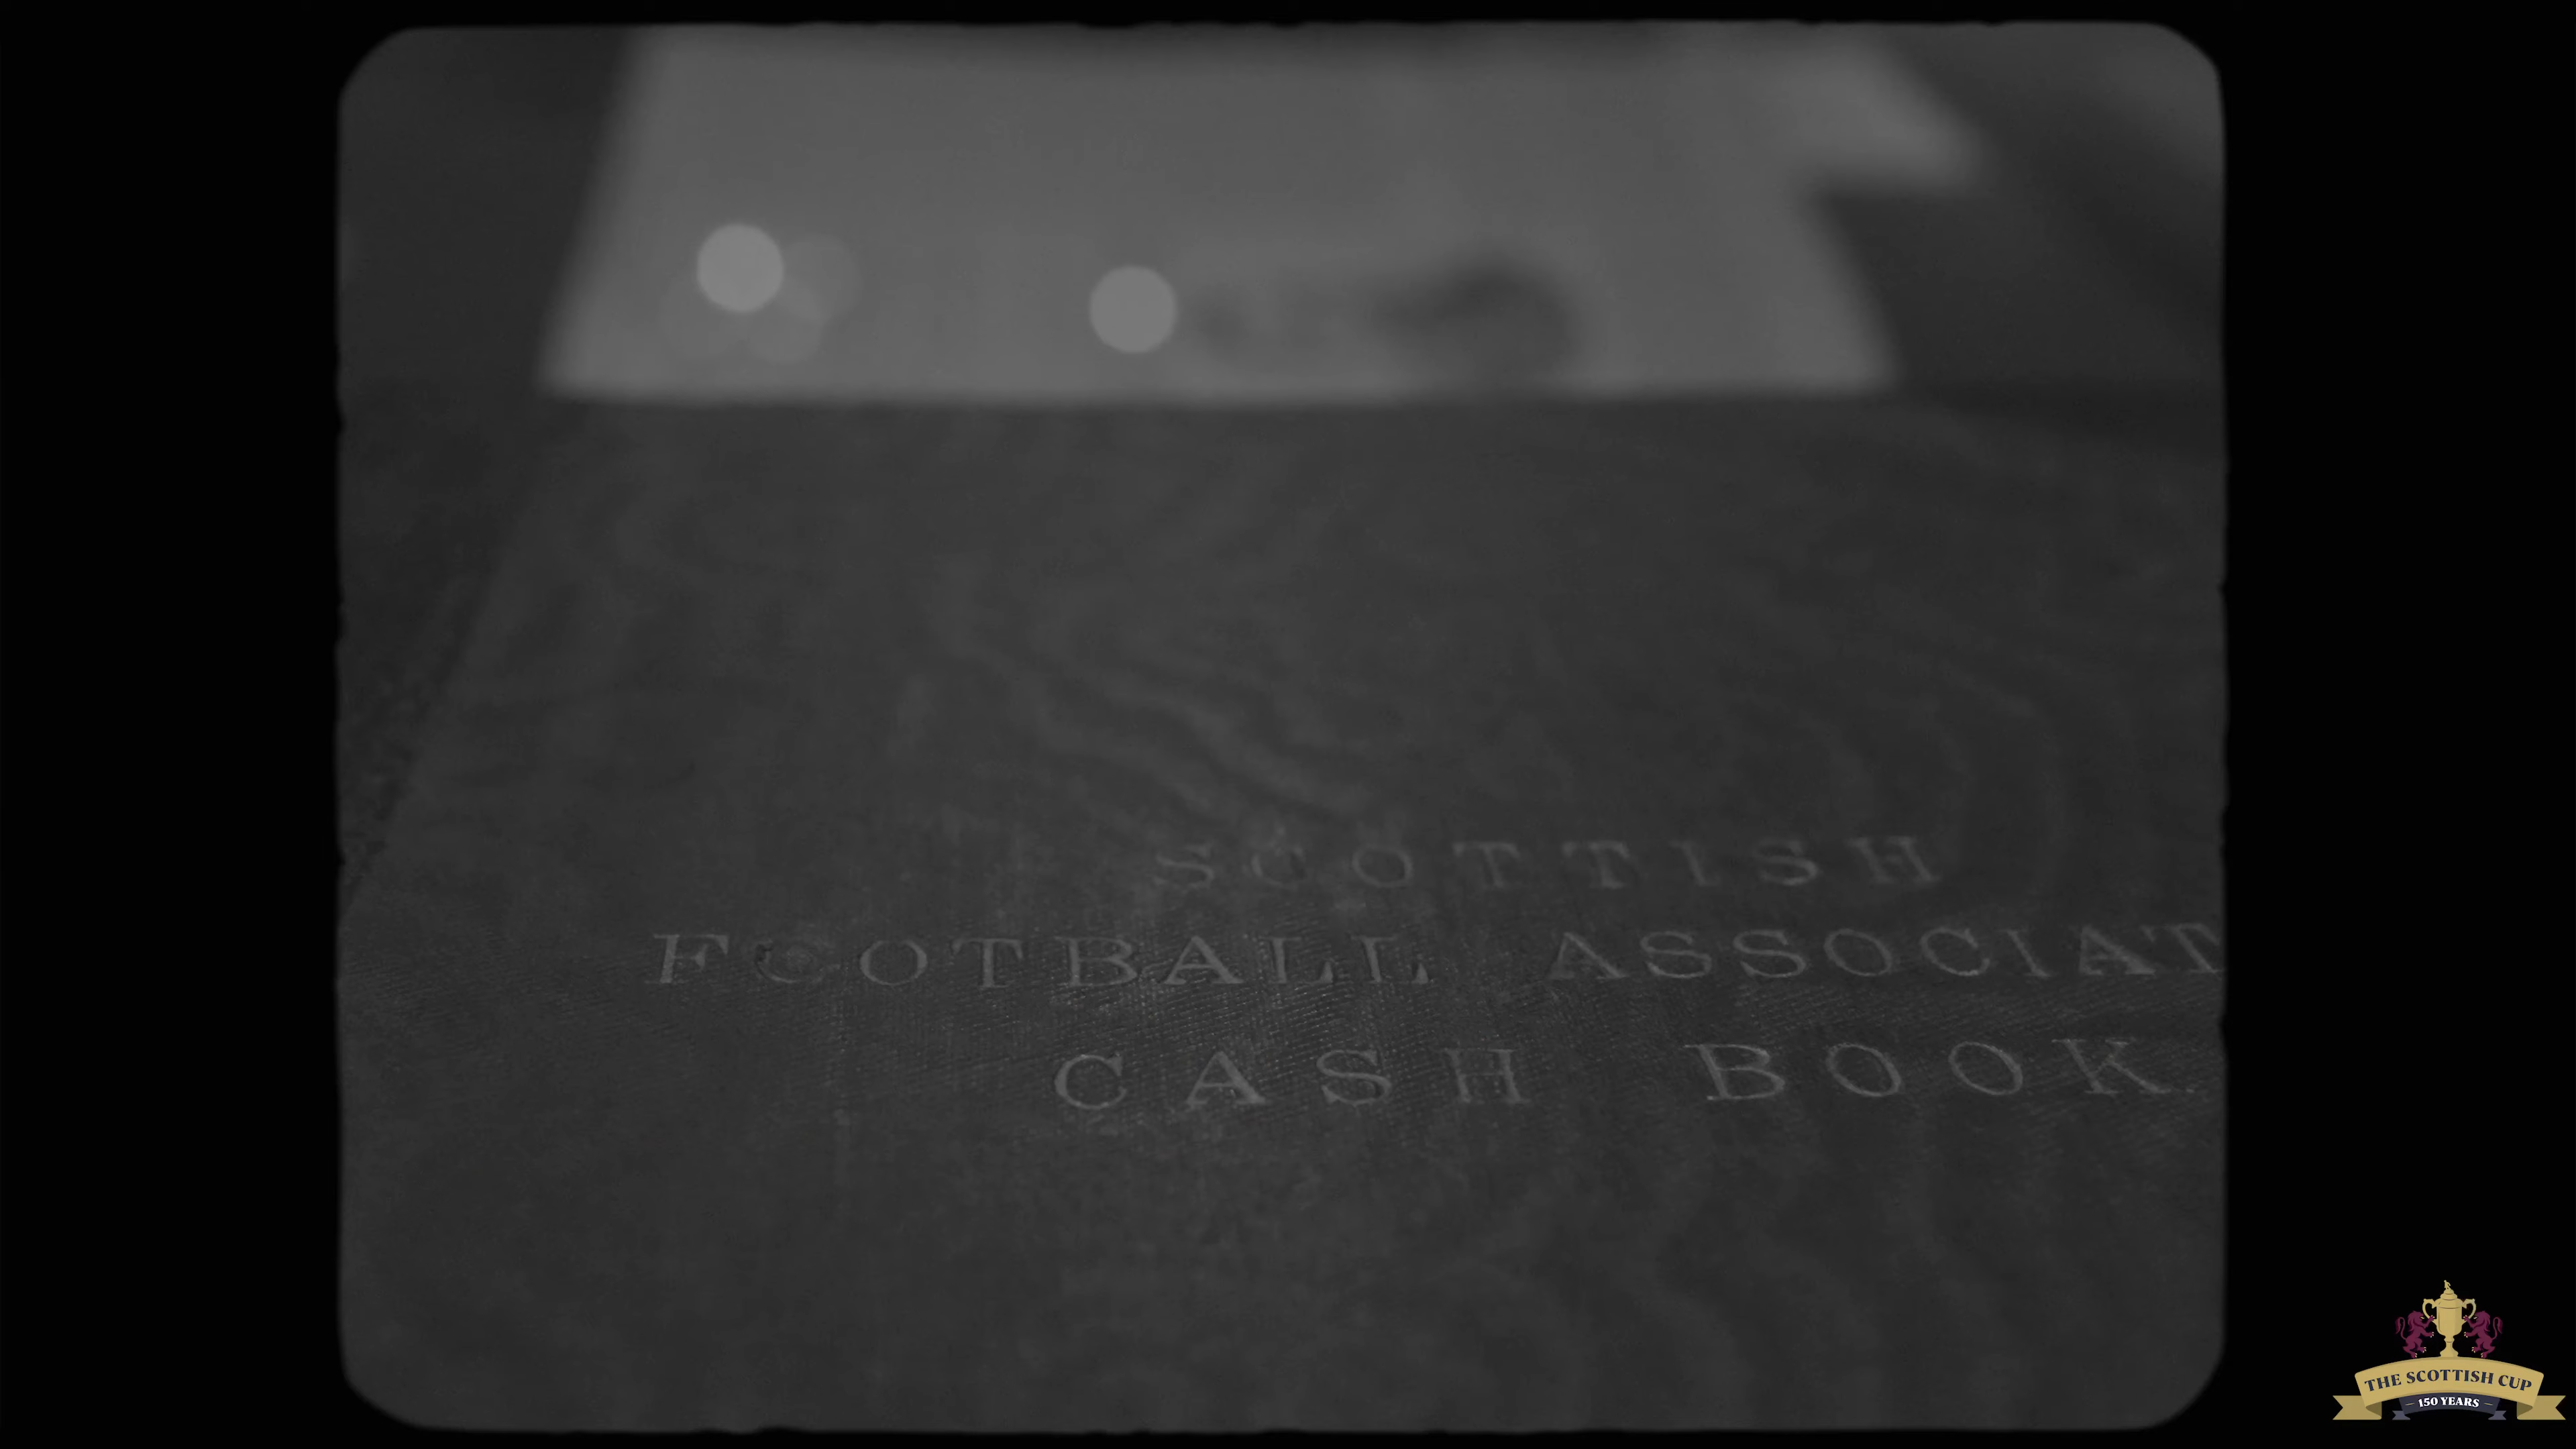 SCOTTISH
FOOTBALL ASSOCIAT
CASH BOOK.
THE SCOTTISH CUP
150 YEARS